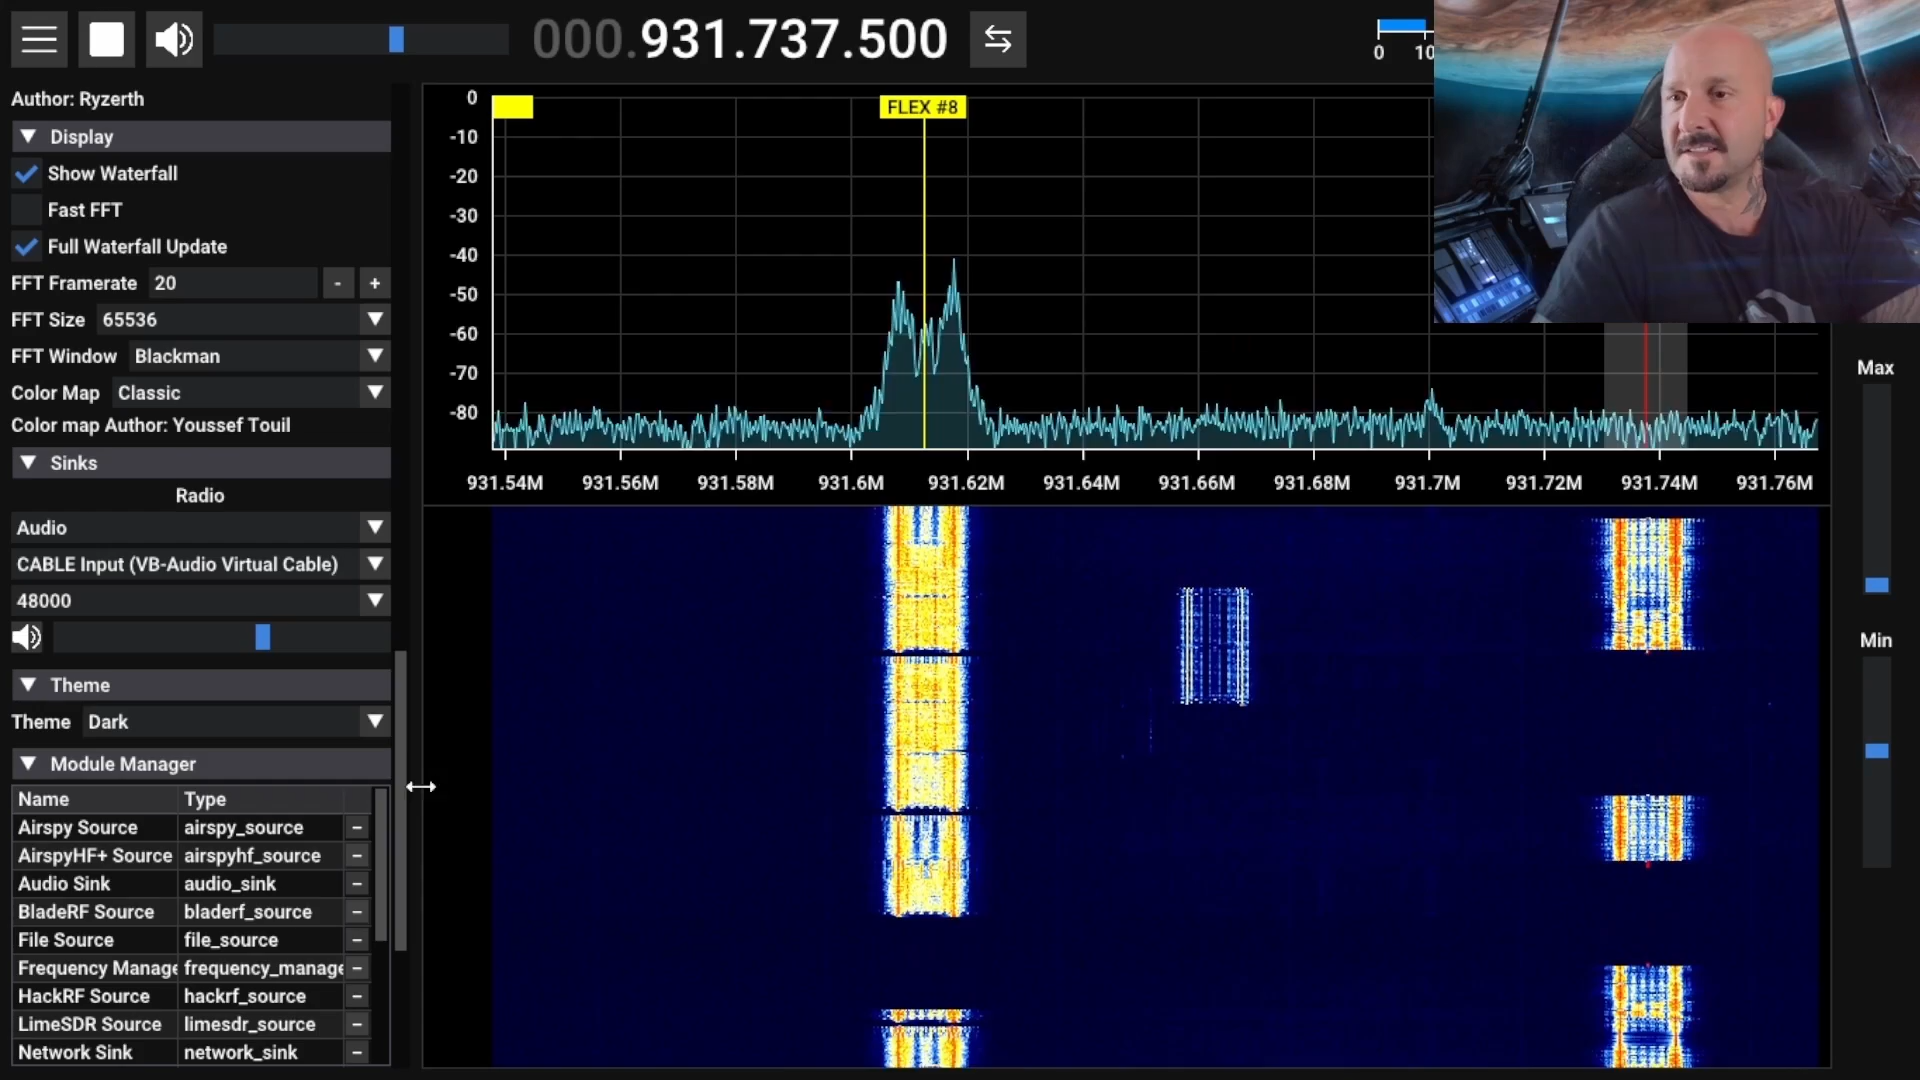 000.931.737.500
0 10
Author: Ryzerth
Display
Show Waterfall
Fast FFT
Full Waterfall Update
FFT Framerate 20 - +
FFT Size 65536
FFT Window Blackman
Color Map Classic
Color map Author: Youssef Touil
Sinks
Radio
Audio
CABLE Input (VB-Audio Virtual Cable)
48000
Theme
Theme Dark
Module Manager
Name Type
Airspy Source airspy_source -
AirspyHF+ Source airspyhf_source -
Audio Sink audio_sink -
BladeRF Source bladerf_source -
File Source file_source -
Frequency Manage frequency_manage -
HackRF Source hackrf_source -
LimeSDR Source limesdr_source -
Network Sink network_sink -
FLEX #8
0
-10
-20
-30
-40
-50
-60
-70
-80
931.54M 931.56M 931.58M 931.6M 931.62M 931.64M 931.66M 931.68M 931.7M 931.72M 931.74M 931.76M
Max
Min